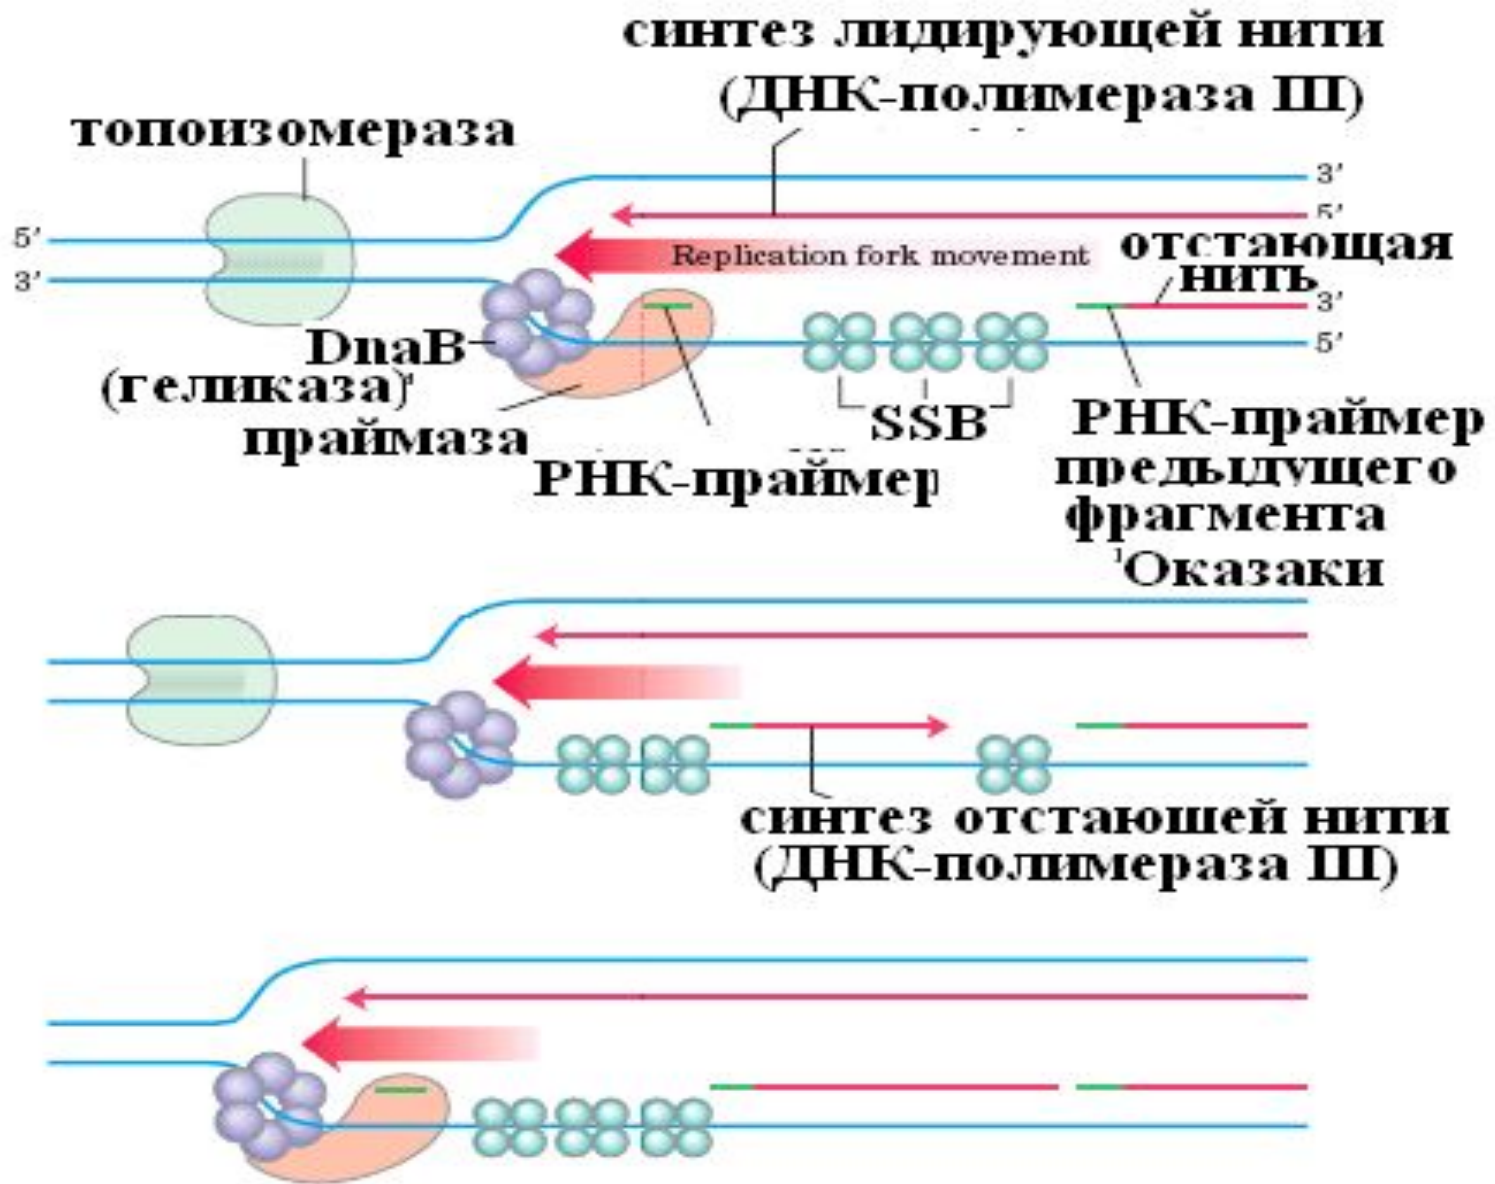 синтез лидирующей нити
(ДНК-полимераза III)
топоизомераза
3′
5′
5′
3′
Replication fork movement
отстающая
нить
3′
5′
DnaB
(геликаза)
праймаза
РНК-праймер
SSB
РНК-праймер
предыдущего
фрагмента
Оказаки
синтез отстаюшей нити
(ДНК-полимераза III)